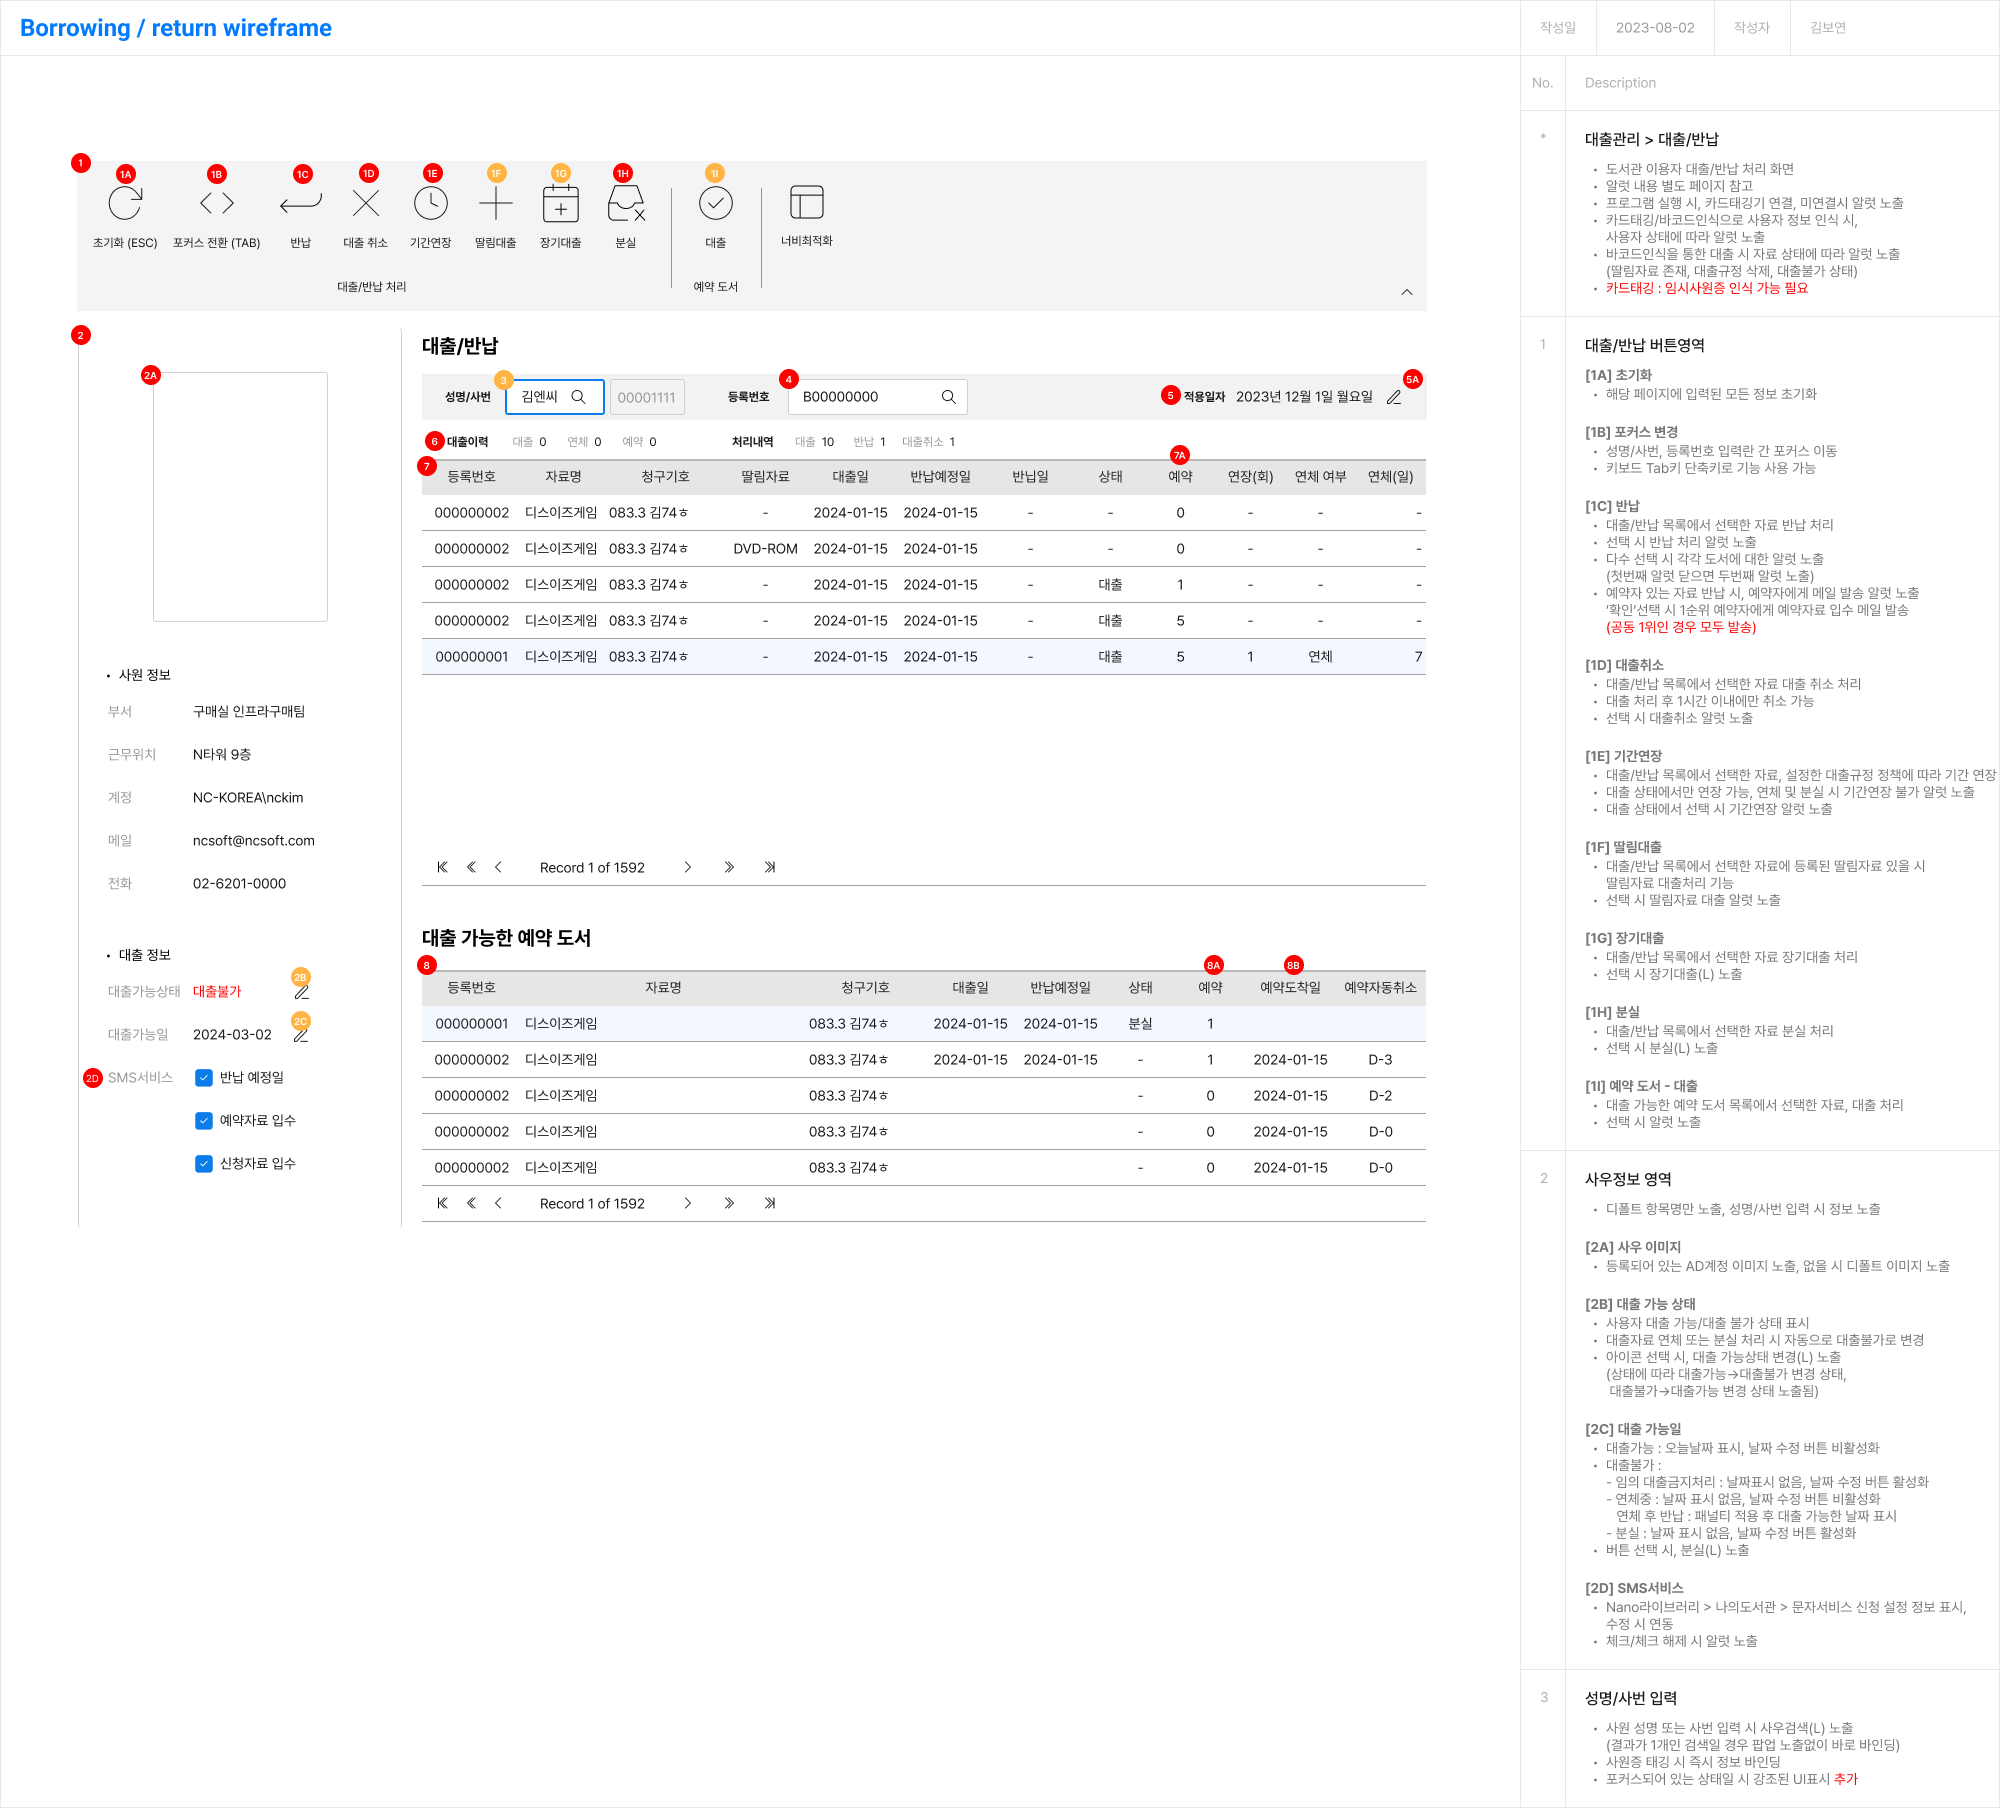 Borrowing / return wireframe
작성일 2023-08-02 작성자 김보연
No. Description
1
1A 1B 1C 1D 1E 1F 1G 1H 1I
초기화 (ESC) 포커스 전환 (TAB) 반납 대출 취소 기간연장 딸림대출 장기대출 분실 대출 너비최적화
대출/반납 처리 예약 도서
2
2A
• 사원 정보
부서 구매실 인프라구매팀
근무위치 N타워 9층
계정 NC-KOREA\nckim
메일 ncsoft@ncsoft.com
전화 02-6201-0000
• 대출 정보
2B
대출가능상태 대출불가
2C
대출가능일 2024-03-02
2D SMS서비스 반납 예정일
예약자료 입수
신청자료 입수
대출/반납
3 4 5A
성명/사번 김엔씨 00001111 등록번호 B00000000 5 적용일자 2023년 12월 1일 월요일
6 대출이력 대출 0 연체 0 예약 0 처리내역 대출 10 반납 1 대출취소 1
7 7A
등록번호 자료명 청구기호 딸림자료 대출일 반납예정일 반닙일 상태 예약 연장(회) 연체 여부 연체(일)
000000002 디스이즈게임 083.3 김74ㅎ - 2024-01-15 2024-01-15 - - 0 - - -
000000002 디스이즈게임 083.3 김74ㅎ DVD-ROM 2024-01-15 2024-01-15 - - 0 - - -
000000002 디스이즈게임 083.3 김74ㅎ - 2024-01-15 2024-01-15 - 대출 1 - - -
000000002 디스이즈게임 083.3 김74ㅎ - 2024-01-15 2024-01-15 - 대출 5 - - -
000000001 디스이즈게임 083.3 김74ㅎ - 2024-01-15 2024-01-15 - 대출 5 1 연체 7
Record 1 of 1592
대출 가능한 예약 도서
8 8A 8B
등록번호 자료명 청구기호 대출일 반납예정일 상태 예약 예약도착일 예약자동취소
000000001 디스이즈게임 083.3 김74ㅎ 2024-01-15 2024-01-15 분실 1
000000002 디스이즈게임 083.3 김74ㅎ 2024-01-15 2024-01-15 - 1 2024-01-15 D-3
000000002 디스이즈게임 083.3 김74ㅎ - 0 2024-01-15 D-2
000000002 디스이즈게임 083.3 김74ㅎ - 0 2024-01-15 D-0
000000002 디스이즈게임 083.3 김74ㅎ - 0 2024-01-15 D-0
Record 1 of 1592
* 대출관리 > 대출/반납
• 도서관 이용자 대출/반납 처리 화면
• 알럿 내용 별도 페이지 참고
• 프로그램 실행 시, 카드태깅기 연결, 미연결시 알럿 노출
• 카드태깅/바코드인식으로 사용자 정보 인식 시,
사용자 상태에 따라 알럿 노출
• 바코드인식을 통한 대출 시 자료 상태에 따라 알럿 노출
(딸림자료 존재, 대출규정 삭제, 대출불가 상태)
• 카드태깅 : 임시사원증 인식 가능 필요
1 대출/반납 버튼영역
[1A] 초기화
• 해당 페이지에 입력된 모든 정보 초기화
[1B] 포커스 변경
• 성명/사번, 등록번호 입력란 간 포커스 이동
• 키보드 Tab키 단축키로 기능 사용 가능
[1C] 반납
• 대출/반납 목록에서 선택한 자료 반납 처리
• 선택 시 반납 처리 알럿 노출
• 다수 선택 시 각각 도서에 대한 알럿 노출
(첫번째 알럿 닫으면 두번째 알럿 노출)
• 예약자 있는 자료 반납 시, 예약자에게 메일 발송 알럿 노출
'확인'선택 시 1순위 예약자에게 예약자료 입수 메일 발송
(공동 1위인 경우 모두 발송)
[1D] 대출취소
• 대출/반납 목록에서 선택한 자료 대출 취소 처리
• 대출 처리 후 1시간 이내에만 취소 가능
• 선택 시 대출취소 알럿 노출
[1E] 기간연장
• 대출/반납 목록에서 선택한 자료, 설정한 대출규정 정책에 따라 기간 연장
• 대출 상태에서만 연장 가능, 연체 및 분실 시 기간연장 불가 알럿 노출
• 대출 상태에서 선택 시 기간연장 알럿 노출
[1F] 딸림대출
• 대출/반납 목록에서 선택한 자료에 등록된 딸림자료 있을 시
딸림자료 대출처리 기능
• 선택 시 딸림자료 대출 알럿 노출
[1G] 장기대출
• 대출/반납 목록에서 선택한 자료 장기대출 처리
• 선택 시 장기대출(L) 노출
[1H] 분실
• 대출/반납 목록에서 선택한 자료 분실 처리
• 선택 시 분실(L) 노출
[1I] 예약 도서 - 대출
• 대출 가능한 예약 도서 목록에서 선택한 자료, 대출 처리
• 선택 시 알럿 노출
2 사우정보 영역
• 디폴트 항목명만 노출, 성명/사번 입력 시 정보 노출
[2A] 사우 이미지
• 등록되어 있는 AD계정 이미지 노출, 없을 시 디폴트 이미지 노출
[2B] 대출 가능 상태
• 사용자 대출 가능/대출 불가 상태 표시
• 대출자료 연체 또는 분실 처리 시 자동으로 대출불가로 변경
• 아이콘 선택 시, 대출 가능상태 변경(L) 노출
(상태에 따라 대출가능→대출불가 변경 상태,
대출불가→대출가능 변경 상태 노출됨)
[2C] 대출 가능일
• 대출가능 : 오늘날짜 표시, 날짜 수정 버튼 비활성화
• 대출불가 :
- 임의 대출금지처리 : 날짜표시 없음, 날짜 수정 버튼 활성화
- 연체중 : 날짜 표시 없음, 날짜 수정 버튼 비활성화
연체 후 반납 : 패널티 적용 후 대출 가능한 날짜 표시
- 분실 : 날짜 표시 없음, 날짜 수정 버튼 활성화
• 버튼 선택 시, 분실(L) 노출
[2D] SMS서비스
• Nano라이브러리 > 나의도서관 > 문자서비스 신청 설정 정보 표시,
수정 시 연동
• 체크/체크 해제 시 알럿 노출
3 성명/사번 입력
• 사원 성명 또는 사번 입력 시 사우검색(L) 노출
(결과가 1개인 검색일 경우 팝업 노출없이 바로 바인딩)
• 사원증 태깅 시 즉시 정보 바인딩
• 포커스되어 있는 상태일 시 강조된 UI표시 추가